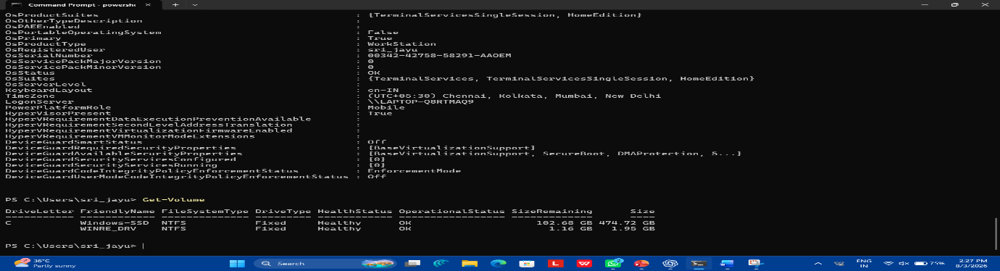 Command Prompt - powershe
OsProductSuites : {TerminalServicesSingleSession, HomeEdition}
OsOtherTypeDescription :
OsPAEEnabled :
OsPortableOperatingSystem : False
OsPrimary : True
OsProductType : WorkStation
OsRegisteredUser : sri_jayu
OsSerialNumber : 00342-42758-58291-AAOEM
OsServicePackMajorVersion : 0
OsServicePackMinorVersion : 0
OsStatus : OK
OsSuites : {TerminalServices, TerminalServicesSingleSession, HomeEdition}
OsServerLevel :
KeyboardLayout : en-IN
TimeZone : (UTC+05:30) Chennai, Kolkata, Mumbai, New Delhi
LogonServer : \\LAPTOP-Q8RTMAQ9
PowerPlatformRole : Mobile
HyperVisorPresent : True
HyperVRequirementDataExecutionPreventionAvailable :
HyperVRequirementSecondLevelAddressTranslation :
HyperVRequirementVirtualizationFirmwareEnabled :
HyperVRequirementVMMonitorModeExtensions :
DeviceGuardSmartStatus : Off
DeviceGuardRequiredSecurityProperties : {BaseVirtualizationSupport}
DeviceGuardAvailableSecurityProperties : {BaseVirtualizationSupport, SecureBoot, DMAProtection, 5...}
DeviceGuardSecurityServicesConfigured : {0}
DeviceGuardSecurityServicesRunning : {0}
DeviceGuardCodeIntegrityPolicyEnforcementStatus : EnforcementMode
DeviceGuardUserModeCodeIntegrityPolicyEnforcementStatus : Off
PS C:\Users\sri_jayu> Get-Volume
DriveLetter FriendlyName FileSystemType DriveType HealthStatus OperationalStatus SizeRemaining Size
----------- ------------ -------------- --------- ------------ ----------------- ------------- ----
C Windows-SSD NTFS Fixed Healthy OK 102.68 GB 474.72 GB
WINRE_DRV NTFS Fixed Healthy OK 1.16 GB 1.95 GB
PS C:\Users\sri_jayu>
36°C
Partly sunny
Search
ENG
IN
75%
2:27 PM
8/3/2026